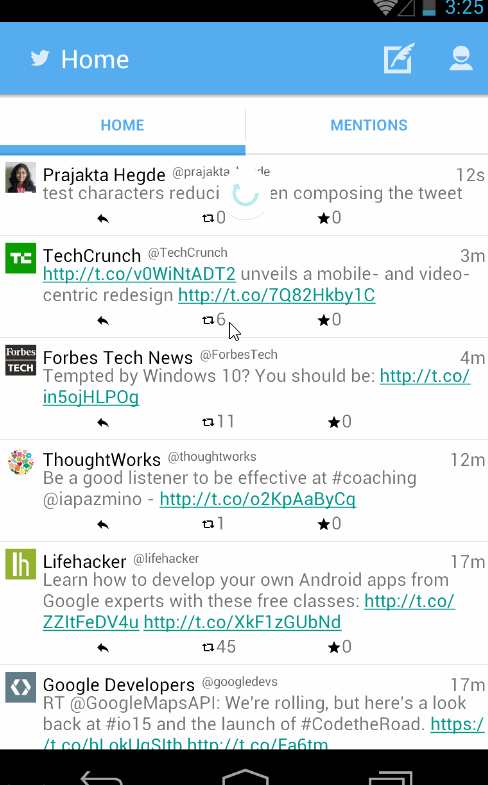 3:25
Home
HOME MENTIONS
Prajakta Hegde @prajakta hegde 12s
test characters reduci en composing the tweet
0 0
TechCrunch @TechCrunch 3m
http://t.co/v0WiNtADT2 unveils a mobile- and video-
centric redesign http://t.co/7Q82Hkby1C
6 0
Forbes TECH
Forbes Tech News @ForbesTech 4m
Tempted by Windows 10? You should be: http://t.co/
in5ojHLPOg
11 0
ThoughtWorks @thoughtworks 12m
Be a good listener to be effective at #coaching
@iapazmino - http://t.co/o2KpAaByCq
1 0
lh
Lifehacker @lifehacker 17m
Learn how to develop your own Android apps from
Google experts with these free classes: http://t.co/
ZZItFeDV4u http://t.co/XkF1zGUbNd
45 0
Google Developers @googledevs 17m
RT @GoogleMapsAPI: We're rolling, but here's a look
back at #io15 and the launch of #CodetheRoad. https:/
/t.co/hLokUgSItb http://t.co/Fa6tm